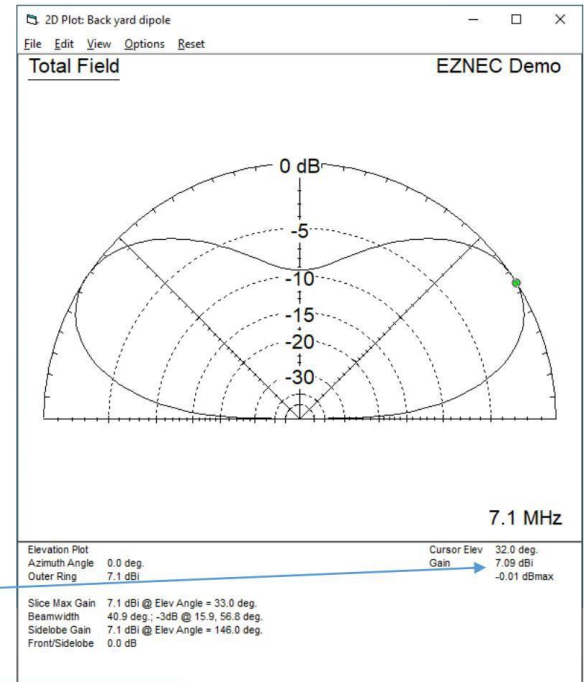 2D Plot: Back yard dipole
File Edit View Options Reset
Total Field EZNEC Demo
0 dB
-5
-10
-15
-20
-30
7.1 MHz
Elevation Plot Cursor Elev 32.0 deg.
Azimuth Angle 0.0 deg. Gain 7.09 dBi
Outer Ring 7.1 dBi -0.01 dBmax
Slice Max Gain 7.1 dBi @ Elev Angle = 33.0 deg.
Beamwidth 40.9 deg.; -3dB @ 15.9, 56.8 deg.
Sidelobe Gain 7.1 dBi @ Elev Angle = 146.0 deg.
Front/Sidelobe 0.0 dB